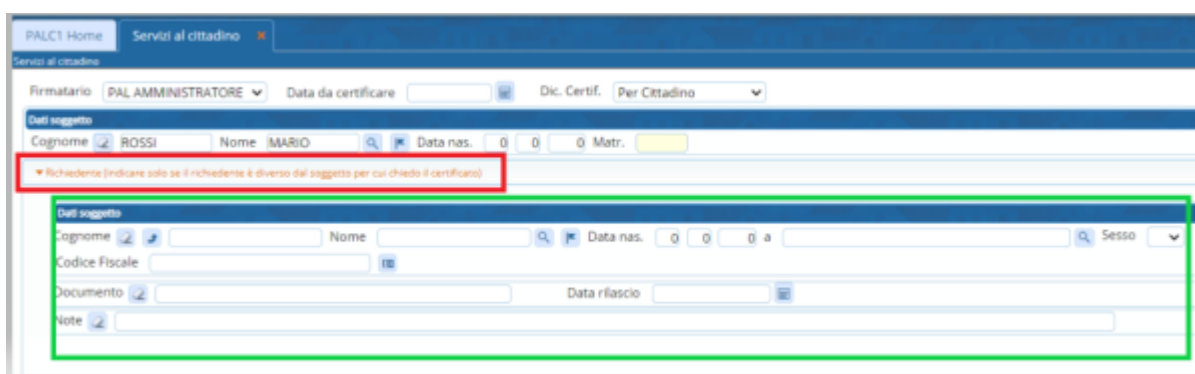 PALC1 Home Servizi al cittadino ×
Servizi al cittadino
Firmatario PAL AMMINISTRATORE Data da certificare Dic. Certif. Per Cittadino
Dati soggetto
Cognome ROSSI Nome MARIO Data nas. 0 0 0 Matr.
▼ Richiedente (indicare solo se il richiedente è diverso dal soggetto per cui chiedo il certificato)
Dati soggetto
Cognome Nome Data nas. 0 0 0 a Sesso
Codice Fiscale
Documento Data rilascio
Note